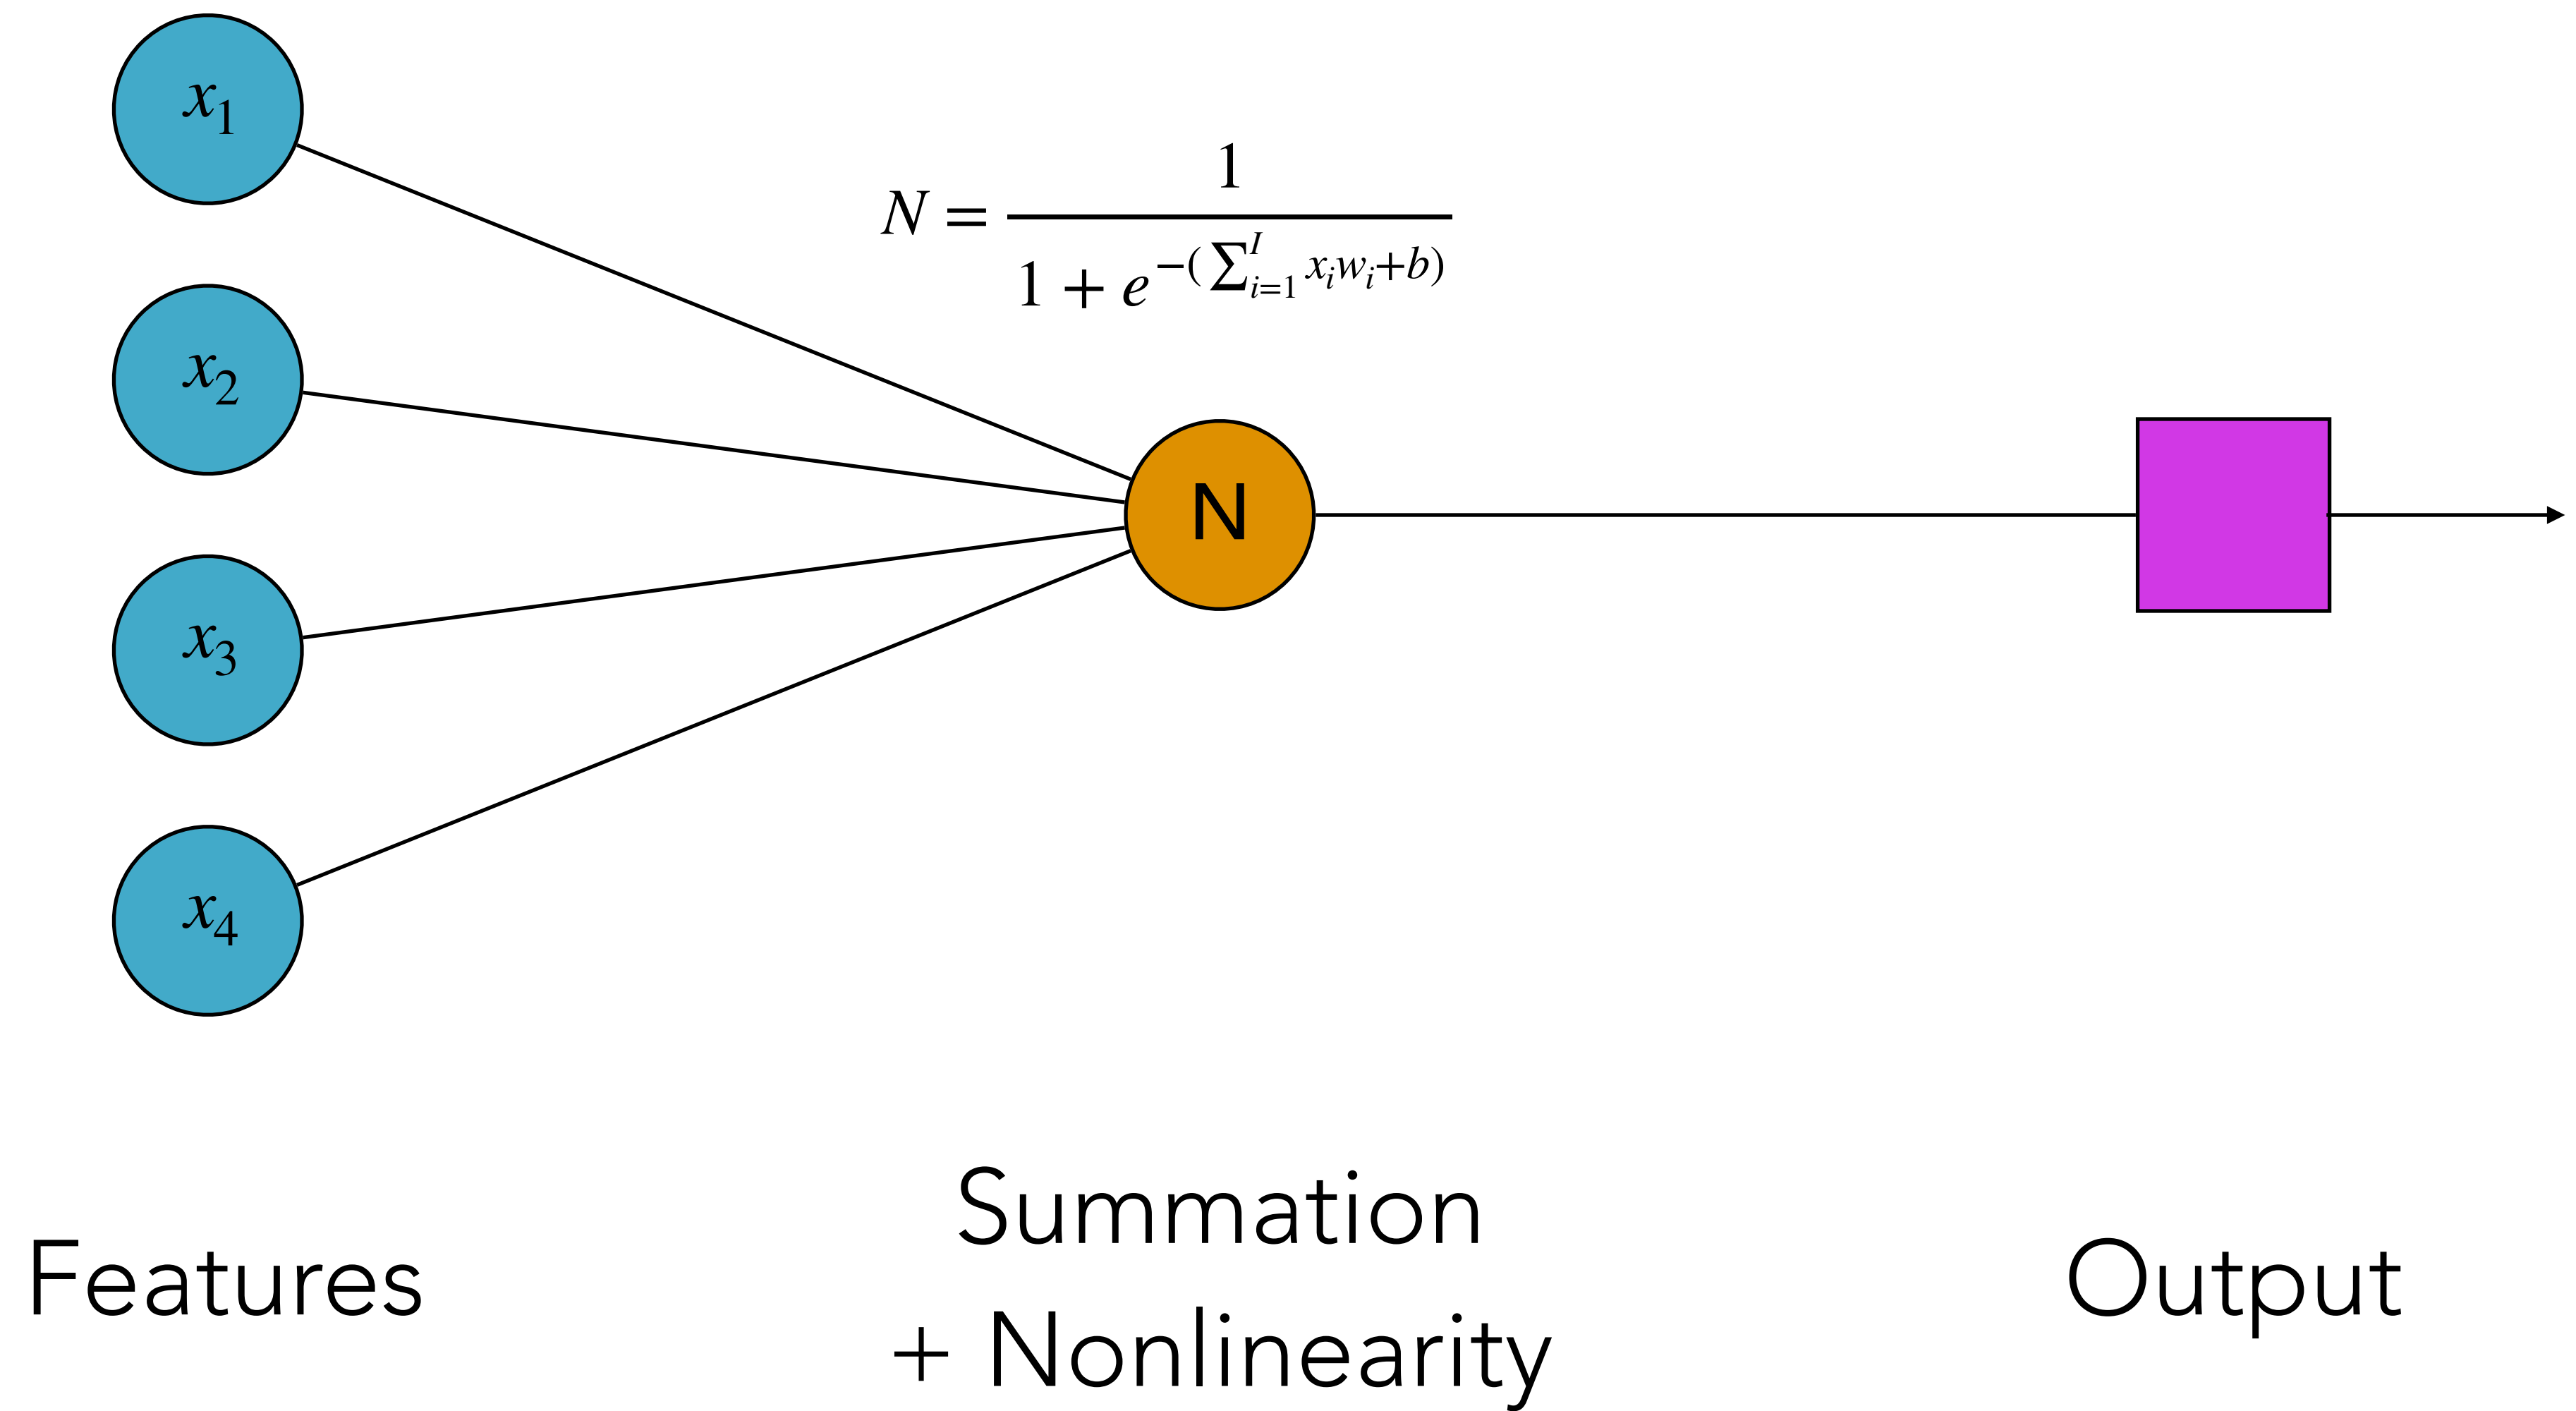 x₁
N = 1 / (1 + e^{-(∑_{i=1}^{I} x_i w_i + b)})
x₂
N
x₃
x₄
Features
Summation
+ Nonlinearity
Output